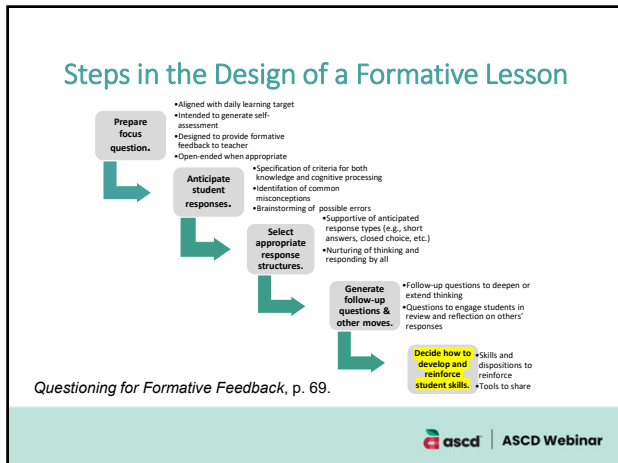 Steps in the Design of a Formative Lesson
Prepare
focus
question.
•Aligned with daily learning target
•Intended to generate self-
assessment
•Designed to provide formative
feedback to teacher
•Open-ended when appropriate
Anticipate
student
responses.
•Specification of criteria for both
knowledge and cognitive processing
•Identifation of common
misconceptions
•Brainstorming of possible errors
Select
appropriate
response
structures.
•Supportive of anticipated
response types (e.g., short
answers, closed choice, etc.)
•Nurturing of thinking and
responding by all
Generate
follow-up
questions &
other moves.
•Follow-up questions to deepen or
extend thinking
•Questions to engage students in
review and reflection on others'
responses
Decide how to
develop and
reinforce
student skills.
•Skills and
dispositions to
reinforce
•Tools to share
Questioning for Formative Feedback, p. 69.
ascd | ASCD Webinar